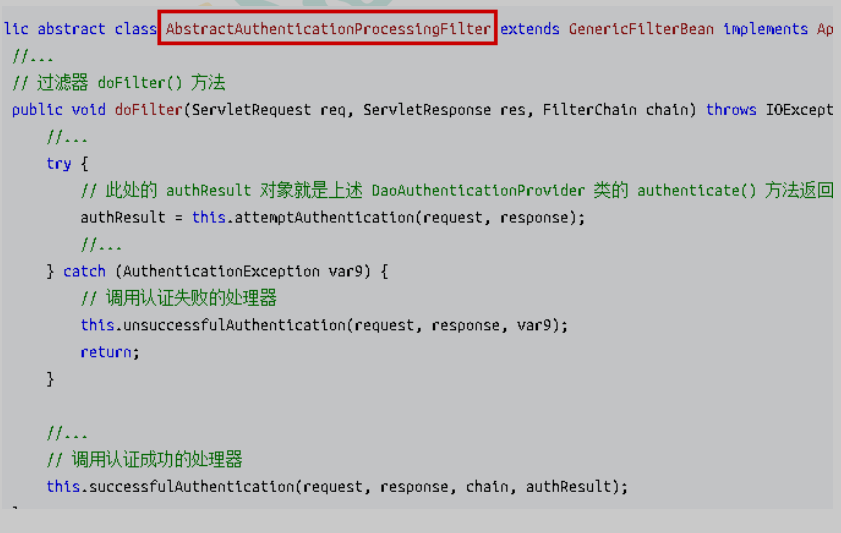 lic abstract class AbstractAuthenticationProcessingFilter extends GenericFilterBean implements Ap
//...
// 过滤器 doFilter() 方法
public void doFilter(ServletRequest req, ServletResponse res, FilterChain chain) throws IOExcept
//...
try {
// 此处的 authResult 对象就是上述 DaoAuthenticationProvider 类的 authenticate() 方法返回
authResult = this.attemptAuthentication(request, response);
//...
} catch (AuthenticationException var9) {
// 调用认证失败的处理器
this.unsuccessfulAuthentication(request, response, var9);
return;
}
//...
// 调用认证成功的处理器
this.successfulAuthentication(request, response, chain, authResult);